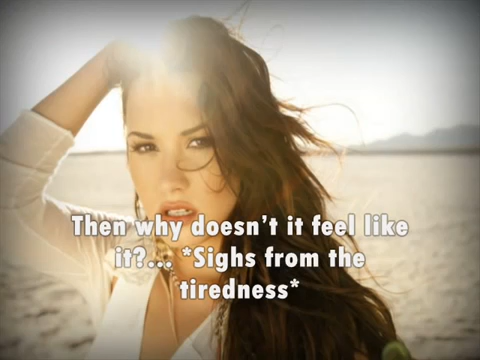 Then why doesn't it feel like
it?... *Sighs from the
tiredness*